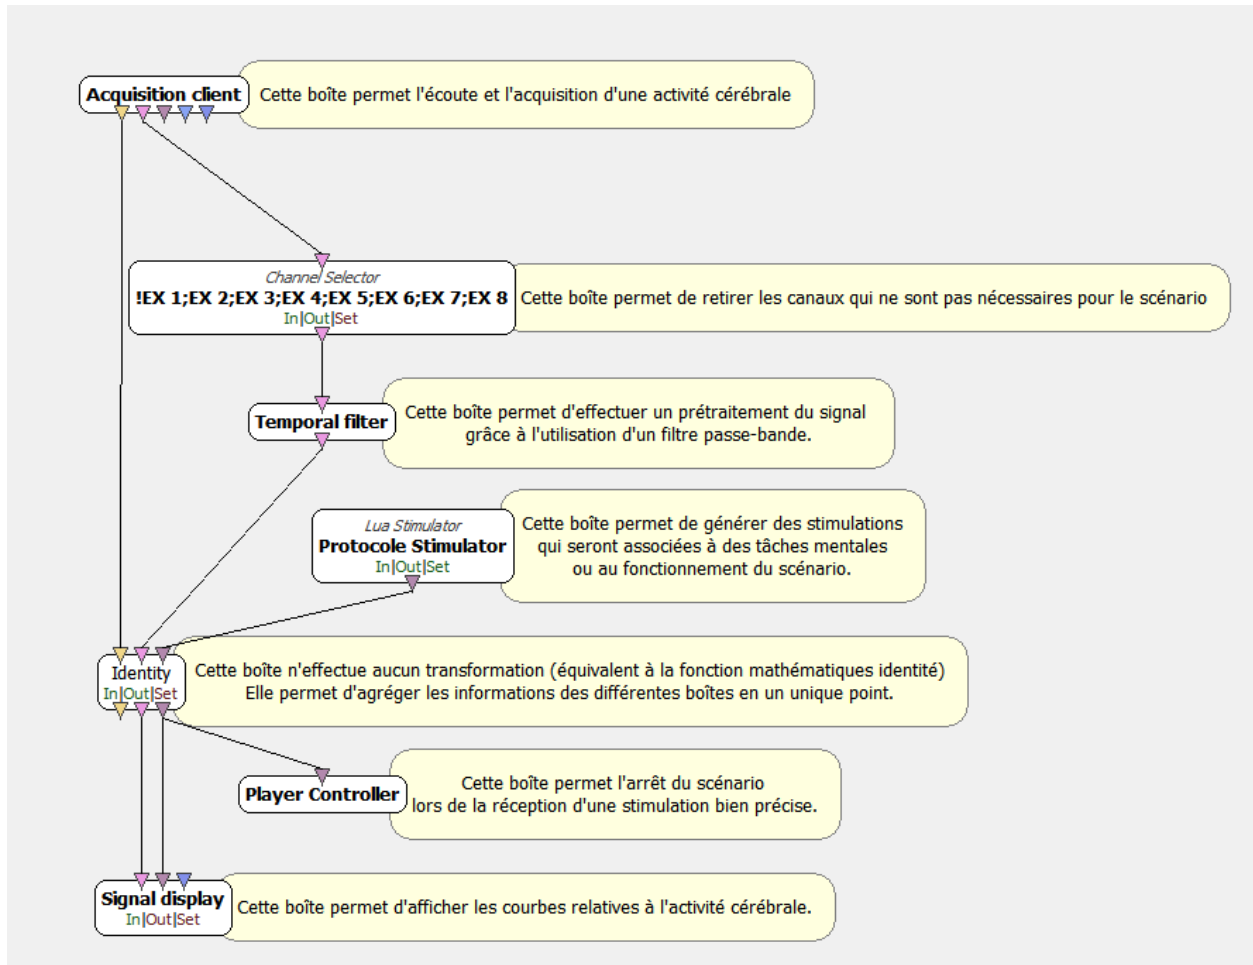 Acquisition client
Cette boîte permet l'écoute et l'acquisition d'une activité cérébrale
Channel Selector
!EX 1;EX 2;EX 3;EX 4;EX 5;EX 6;EX 7;EX 8
In|Out|Set
Cette boîte permet de retirer les canaux qui ne sont pas nécessaires pour le scénario
Temporal filter
Cette boîte permet d'effectuer un prétraitement du signal
grâce à l'utilisation d'un filtre passe-bande.
Lua Stimulator
Protocole Stimulator
In|Out|Set
Cette boîte permet de générer des stimulations
qui seront associées à des tâches mentales
ou au fonctionnement du scénario.
Identity
In|Out|Set
Cette boîte n'effectue aucun transformation (équivalent à la fonction mathématiques identité)
Elle permet d'agréger les informations des différentes boîtes en un unique point.
Player Controller
Cette boîte permet l'arrêt du scénario
lors de la réception d'une stimulation bien précise.
Signal display
In|Out|Set
Cette boîte permet d'afficher les courbes relatives à l'activité cérébrale.